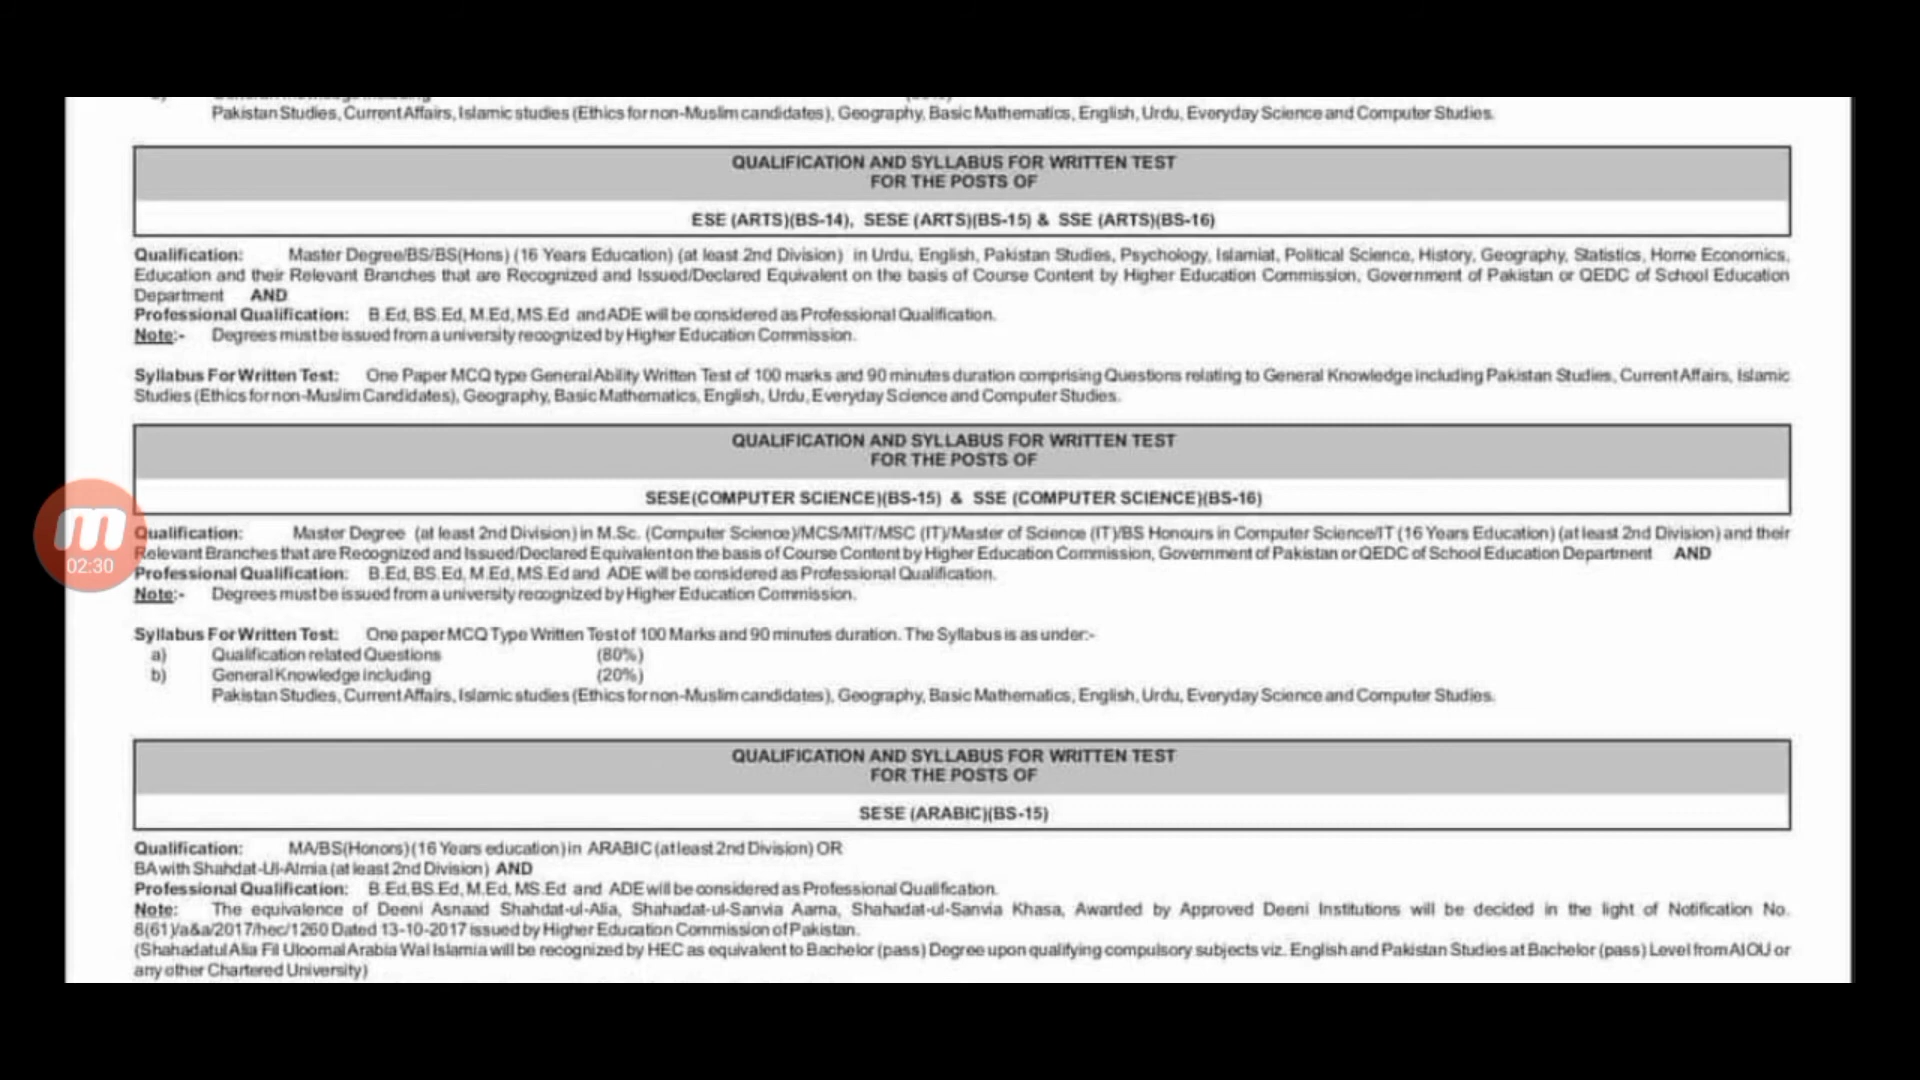 Pakistan Studies, Current Affairs, Islamic studies (Ethics for non-Muslim candidates), Geography, Basic Mathematics, English, Urdu, Everyday Science and Computer Studies.
QUALIFICATION AND SYLLABUS FOR WRITTEN TEST
FOR THE POSTS OF
ESE (ARTS)(BS-14), SESE (ARTS)(BS-15) & SSE (ARTS)(BS-16)
Qualification: Master Degree/BS/BS(Hons) (16 Years Education) (at least 2nd Division) in Urdu, English, Pakistan Studies, Psychology, Islamiat, Political Science, History, Geography, Statistics, Home Economics,
Education and their Relevant Branches that are Recognized and Issued/Declared Equivalent on the basis of Course Content by Higher Education Commission, Government of Pakistan or QEDC of School Education
Department AND
Professional Qualification: B.Ed, BS.Ed, M.Ed, MS.Ed and ADE will be considered as Professional Qualification.
Note:- Degrees must be issued from a university recognized by Higher Education Commission.
Syllabus For Written Test: One Paper MCQ type General Ability Written Test of 100 marks and 90 minutes duration comprising Questions relating to General Knowledge including Pakistan Studies, Current Affairs, Islamic
Studies (Ethics for non-Muslim Candidates), Geography, Basic Mathematics, English, Urdu, Everyday Science and Computer Studies.
QUALIFICATION AND SYLLABUS FOR WRITTEN TEST
FOR THE POSTS OF
SESE(COMPUTER SCIENCE)(BS-15) & SSE (COMPUTER SCIENCE)(BS-16)
Qualification: Master Degree (at least 2nd Division) in M.Sc. (Computer Science)/MCS/MIT/MSC (IT)/Master of Science (IT)/BS Honours in Computer Science/IT (16 Years Education) (at least 2nd Division) and their
Relevant Branches that are Recognized and Issued/Declared Equivalent on the basis of Course Content by Higher Education Commission, Government of Pakistan or QEDC of School Education Department AND
Professional Qualification: B.Ed, BS.Ed, M.Ed, MS.Ed and ADE will be considered as Professional Qualification.
Note:- Degrees must be issued from a university recognized by Higher Education Commission.
02:30
Syllabus For Written Test: One paper MCQ Type Written Test of 100 Marks and 90 minutes duration. The Syllabus is as under:-
a) Qualification related Questions (80%)
b) General Knowledge including (20%)
Pakistan Studies, Current Affairs, Islamic studies (Ethics for non-Muslim candidates), Geography, Basic Mathematics, English, Urdu, Everyday Science and Computer Studies.
QUALIFICATION AND SYLLABUS FOR WRITTEN TEST
FOR THE POSTS OF
SESE (ARABIC)(BS-15)
Qualification: MA/BS(Honors) (16 Years education) in ARABIC (at least 2nd Division) OR
BA with Shahdat-Ul-Almia (at least 2nd Division) AND
Professional Qualification: B.Ed, BS.Ed, M.Ed, MS.Ed and ADE will be considered as Professional Qualification.
Note: The equivalence of Deeni Asnaad Shahdat-ul-Alia, Shahadat-ul-Sanvia Aama, Shahadat-ul-Sanvia Khasa, Awarded by Approved Deeni Institutions will be decided in the light of Notification No.
8(61)/a&a/2017/hec/1260 Dated 13-10-2017 issued by Higher Education Commission of Pakistan.
(Shahadatul Alia Fil Uloomal Arabia Wal Islamia will be recognized by HEC as equivalent to Bachelor (pass) Degree upon qualifying compulsory subjects viz. English and Pakistan Studies at Bachelor (pass) Level from AIOU or
any other Chartered University)